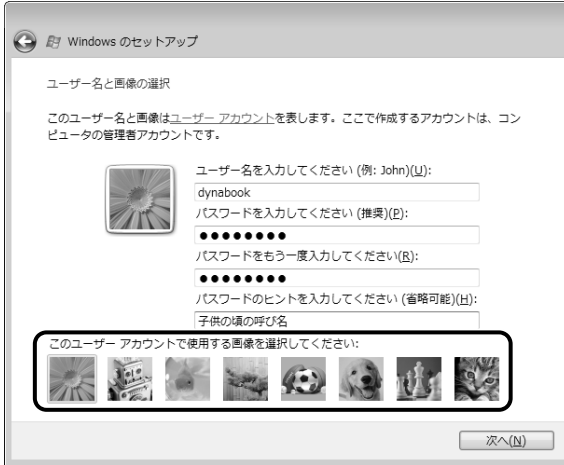 Windows のセットアップ
ユーザー名と画像の選択
このユーザー名と画像はユーザー アカウントを表します。ここで作成するアカウントは、コン
ピュータの管理者アカウントです。
ユーザー名を入力してください (例: John)(U):
dynabook
パスワードを入力してください (推奨)(P):
●●●●●●●●
パスワードをもう一度入力してください(R):
●●●●●●●●
パスワードのヒントを入力してください (省略可能)(H):
子供の頃の呼び名
このユーザー アカウントで使用する画像を選択してください:
次へ(N)